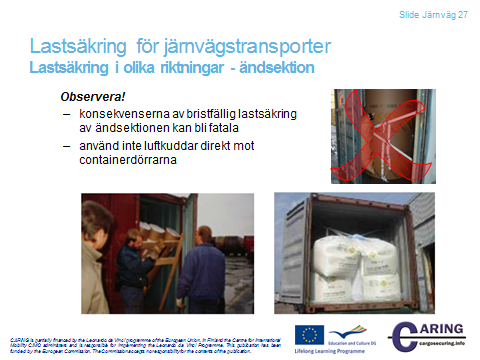 Slide Järnväg 27
Lastsäkring för järnvägstransporter
Lastsäkring i olika riktningar - ändsektion
Observera!
– konsekvenserna av bristfällig lastsäkring
av ändsektionen kan bli fatala
– använd inte luftkuddar direkt mot
containerdörrarna
CARING is partially financed by the Leonardo da Vinci programme of the European Union. In Finland the Centre for International
Mobility CIMO administers and is responsible for implementing the Leonardo da Vinci Programme. This publication has been
funded by the European Commission. The Commission accepts no responsibility for the contents of the publication.
Education and Culture DG
Lifelong Learning Programme
CARING
cargosecuring.info